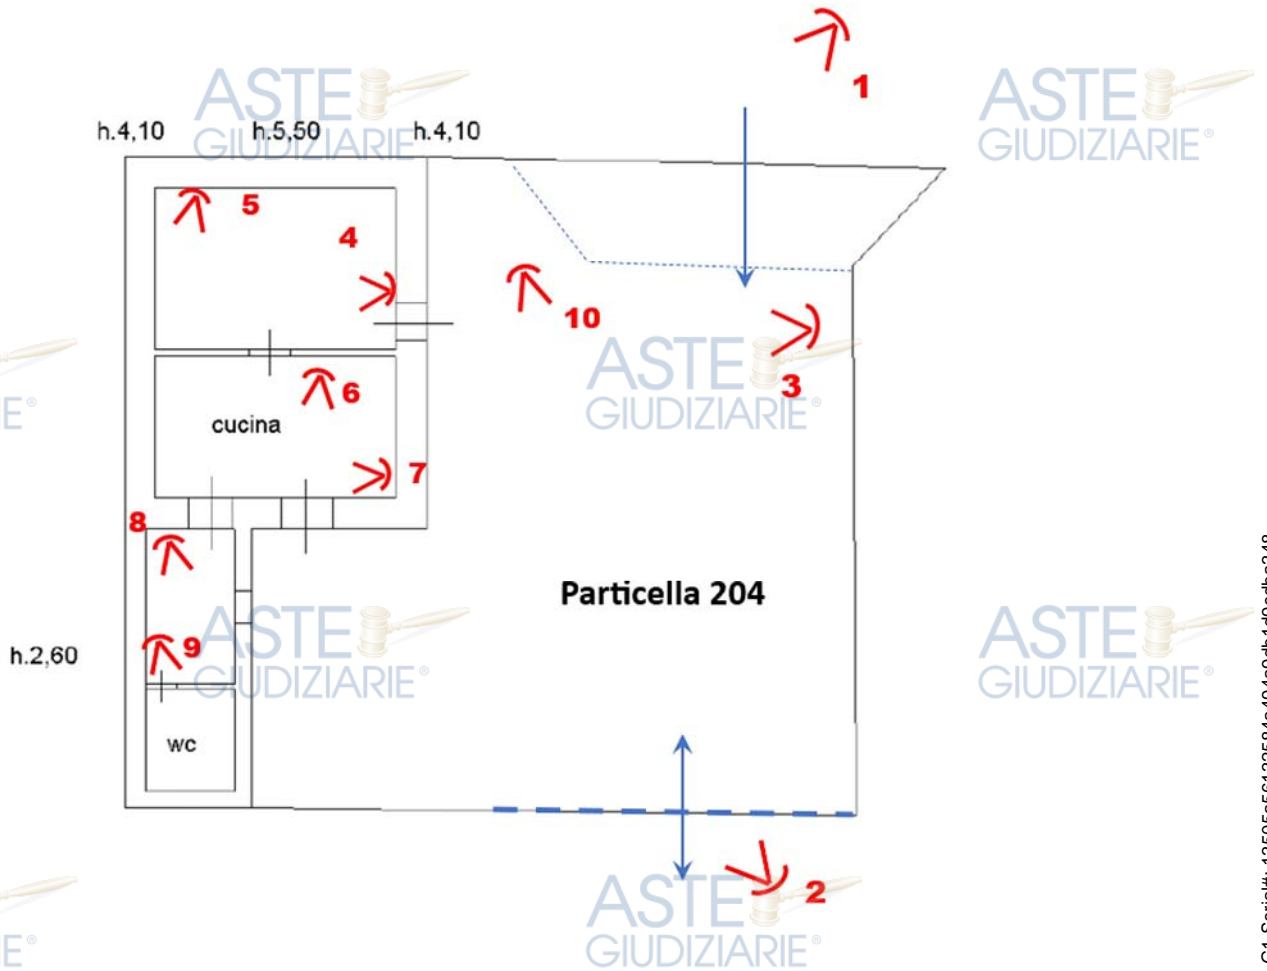 1
ASTE
GIUDIZIARIE®
ASTE
GIUDIZIARIE®
h.4,10
h.5,50
h.4,10
5
4
10
3
ASTE
GIUDIZIARIE®
E®
6
cucina
7
8
Particella 204
ASTE
GIUDIZIARIE®
ASTE
GIUDIZIARIE®
9
h.2,60
wc
2
ASTE
GIUDIZIARIE®
E®